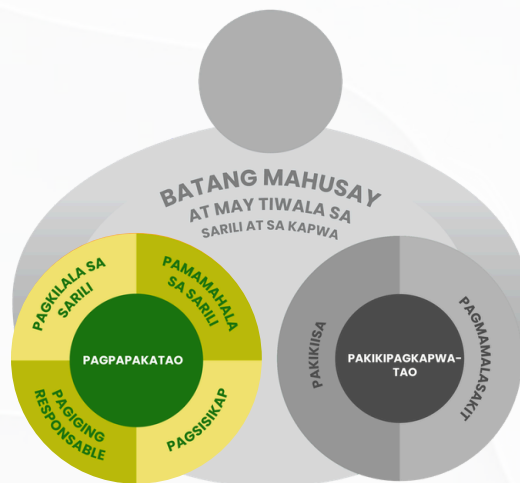 BATANG MAHUSAY
AT MAY TIWALA SA
SARILI AT SA KAPWA
PAGKILALA SA
SARILI
PAMAMAHALA
SA SARILI
PAGPAPAKATAO
PAGIGING
RESPONSABLE
PAGSISIKAP
PAKIKIISA
PAKIKIPAGKAPWA-
TAO
PAGMAMALASAKIT